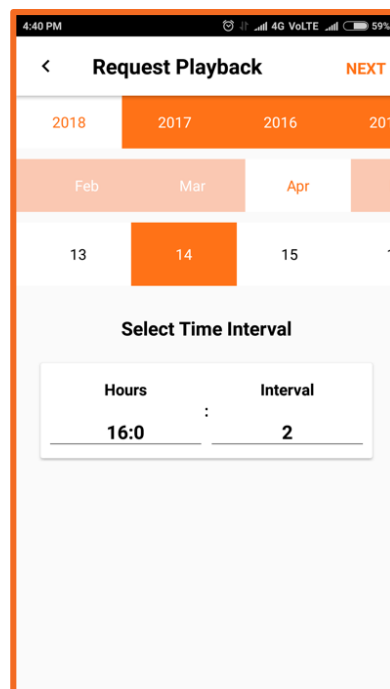 4:40 PM 4G VoLTE 59%
Request Playback NEXT
2018 2017 2016
Feb Mar Apr
13 14 15
Select Time Interval
Hours : Interval
16:0 2